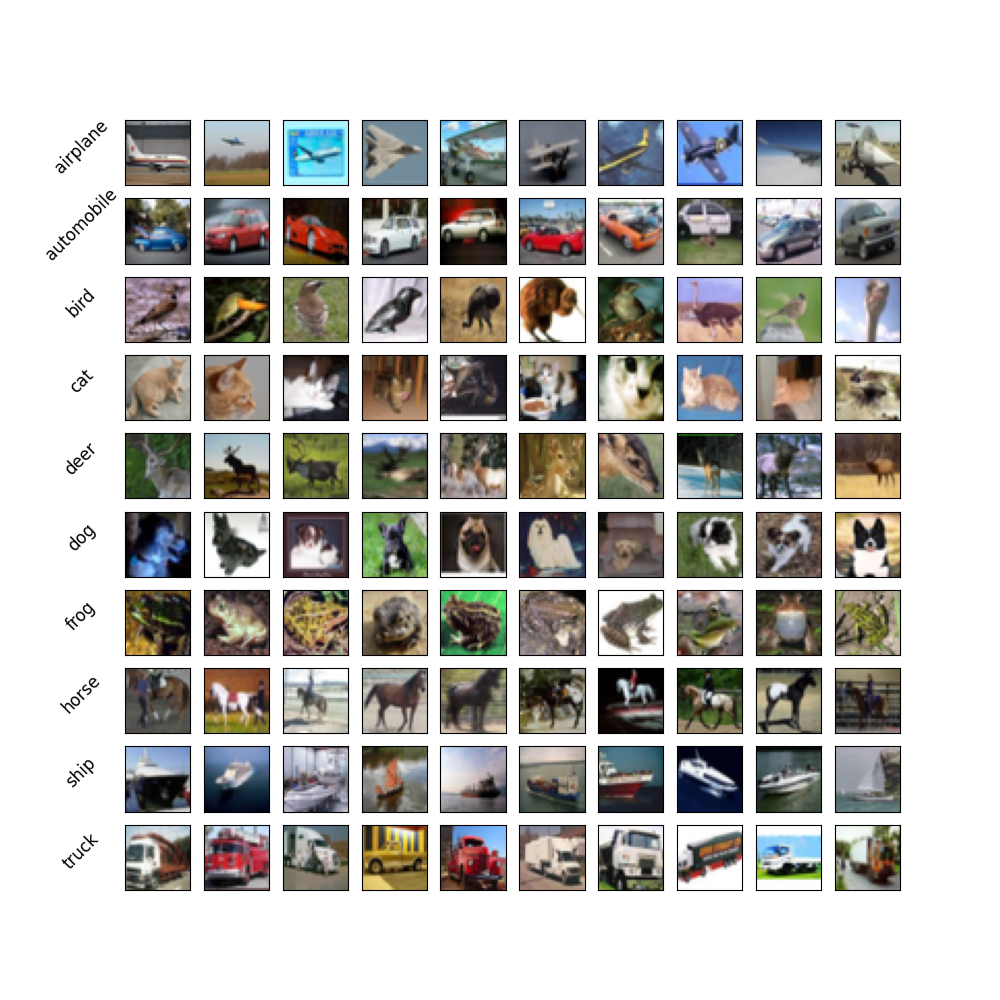 airplane
automobile
bird
cat
deer
dog
frog
horse
ship
truck